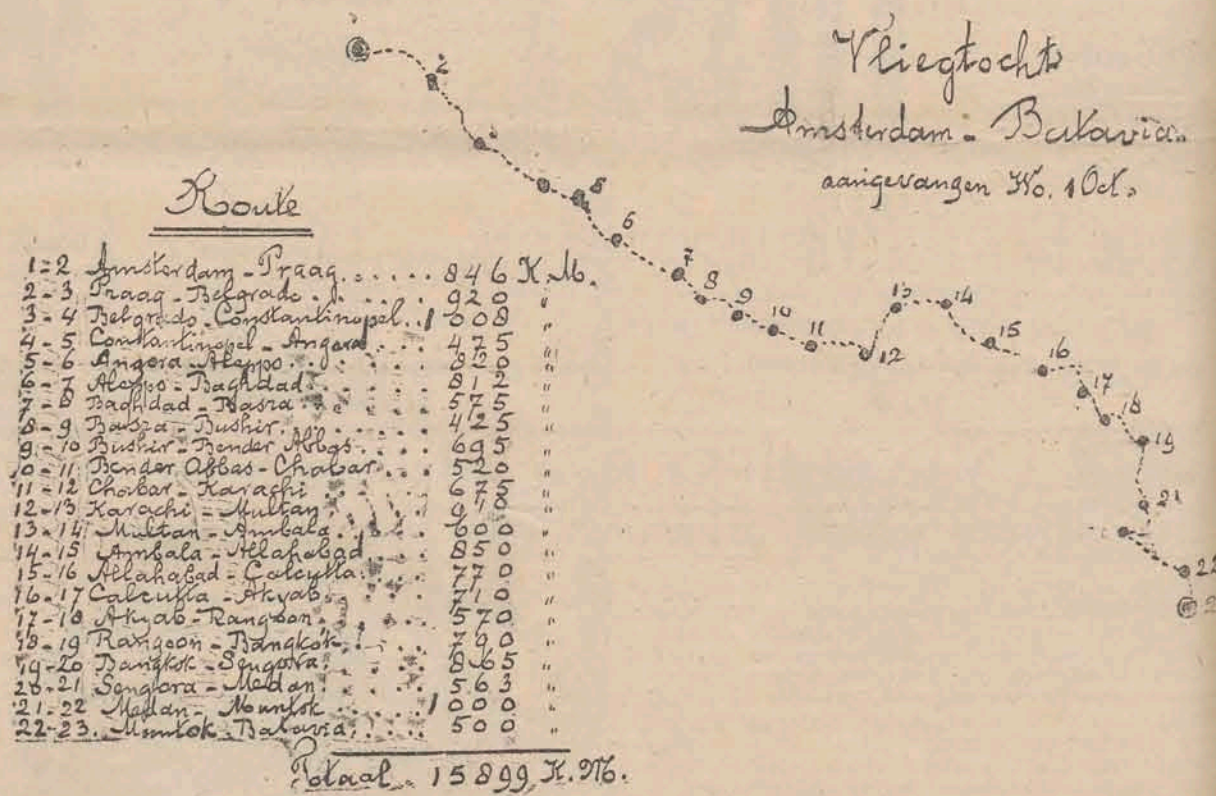 Vliegtocht
Amsterdam - Batavia.
aangevangen Wo. 1 Oct.
Route
1-2 Amsterdam - Praag..... 846 K.M.
2-3 Praag - Belgrado..... 920 "
3-4 Belgrado - Constantinopel.. 1008 "
4-5 Constantinopel - Angora... 475 "
5-6 Angora - Aleppo..... 820 "
6-7 Aleppo - Baghdad..... 812 "
7-8 Baghdad - Basra..... 575 "
8-9 Basra - Bushir..... 425 "
9-10 Bushir - Bender Abbas.... 695 "
10-11 Bender Abbas - Chabar... 520 "
11-12 Chabar - Karachi..... 675 "
12-13 Karachi - Multan..... 910 "
13-14 Multan - Ambala..... 600 "
14-15 Ambala - Allahabad.... 850 "
15-16 Allahabad - Calcutta.... 770 "
16-17 Calcutta - Akyab..... 710 "
17-18 Akyab - Rangoon..... 570 "
18-19 Rangoon - Bangkok..... 790 "
19-20 Bangkok - Sengora..... 865 "
20-21 Sengora - Medan..... 563 "
21-22 Medan - Muntok..... 1000 "
22-23. Muntok - Batavia..... 500 "
Totaal. 15899 K.M.
2
5
6
7
8
9
10
11
12
13
14
15
16
17
18
19
21
22